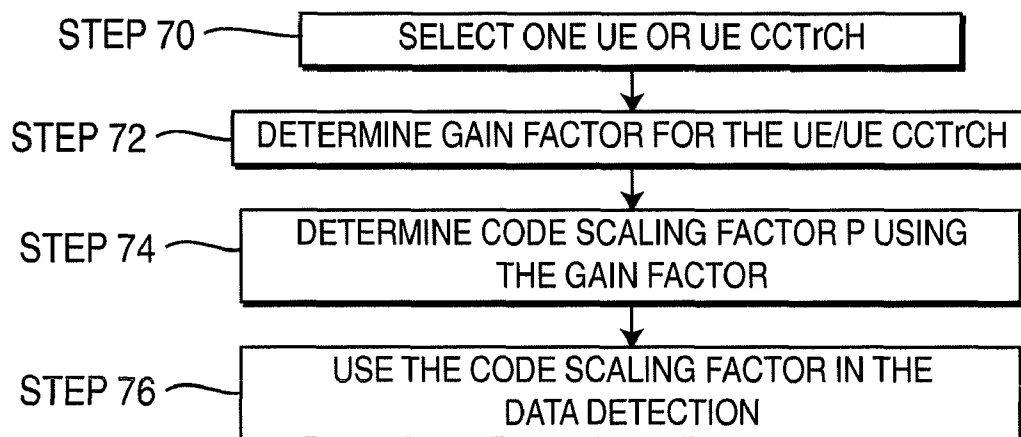 STEP 70
SELECT ONE UE OR UE CCTrCH
STEP 72
DETERMINE GAIN FACTOR FOR THE UE/UE CCTrCH
STEP 74
DETERMINE CODE SCALING FACTOR P USING
THE GAIN FACTOR
STEP 76
USE THE CODE SCALING FACTOR IN THE
DATA DETECTION